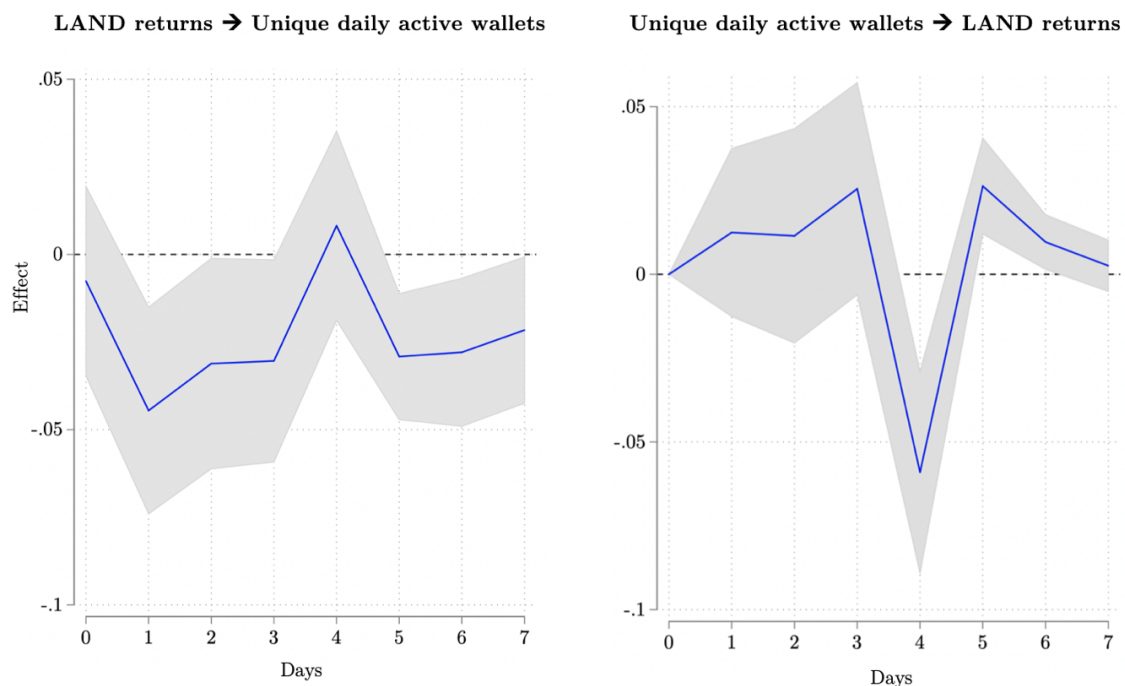 LAND returns → Unique daily active wallets
.05
0
-.05
-.1
Effect
0 1 2 3 4 5 6 7
Days
Unique daily active wallets → LAND returns
.05
0
-.05
-.1
0 1 2 3 4 5 6 7
Days